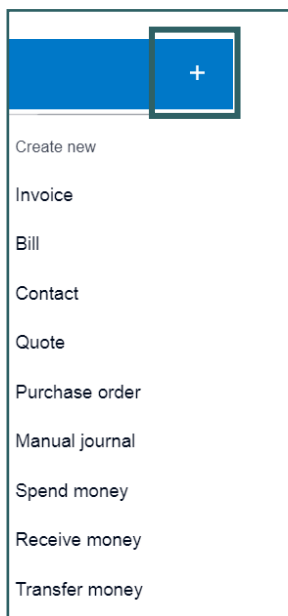 +
Create new
Invoice
Bill
Contact
Quote
Purchase order
Manual journal
Spend money
Receive money
Transfer money